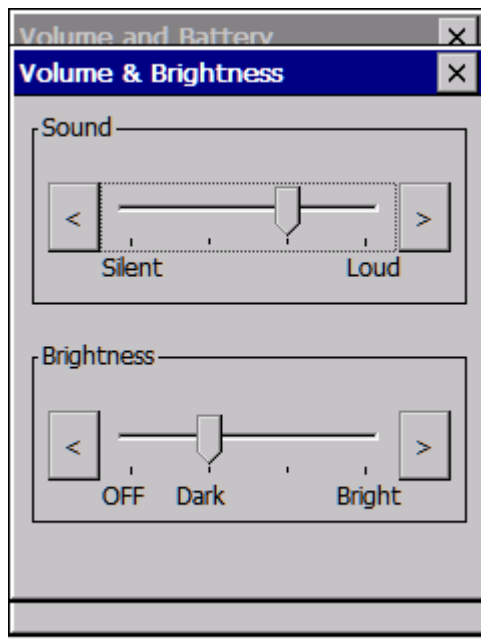 Volume and Battery
Volume & Brightness
Sound
< >
Silent Loud
Brightness
< >
OFF Dark Bright